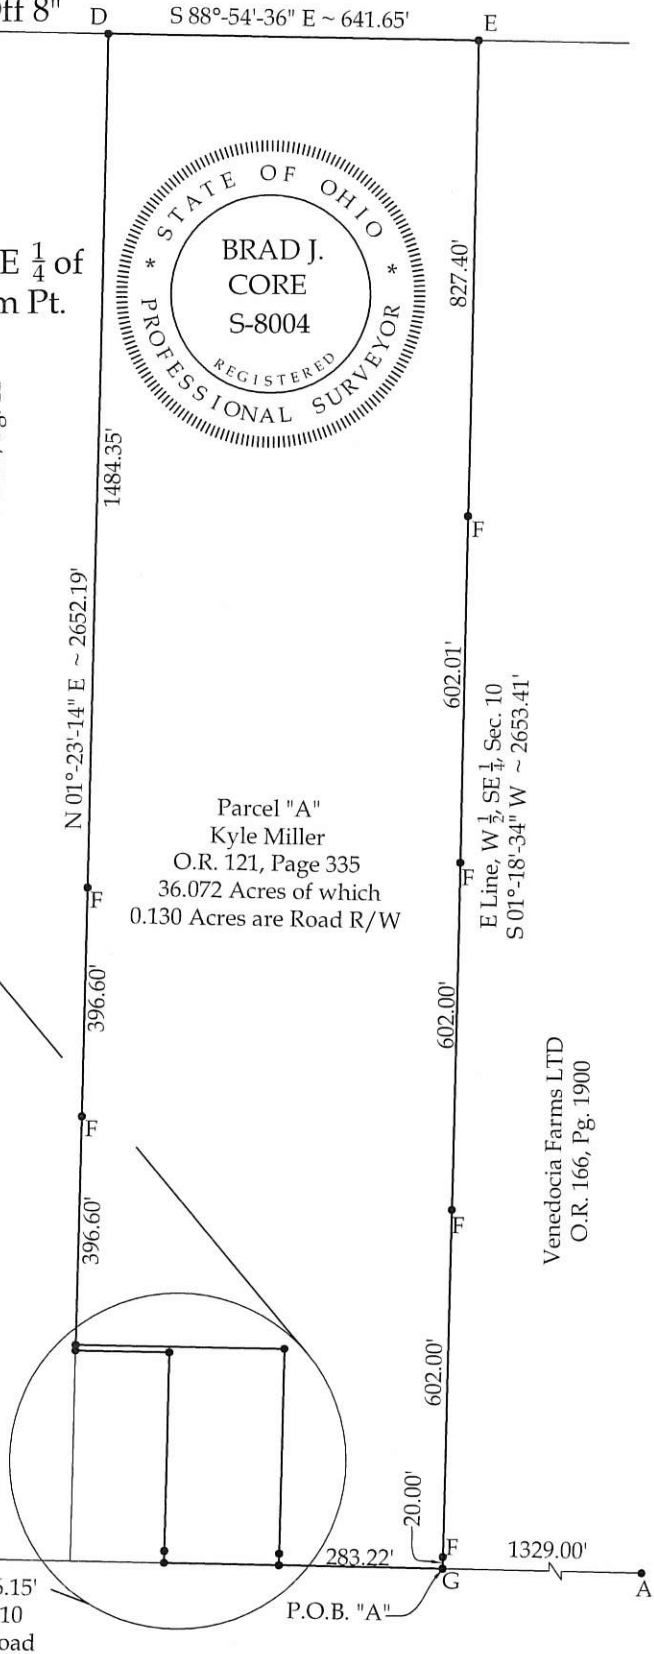 Off 8"
D
S 88°-54'-36" E ~ 641.65'
E
STATE OF OHIO
* *
BRAD J.
CORE
S-8004
REGISTERED
PROFESSIONAL SURVEYOR
E 1/4 of
m Pt.
827.40'
1484.35'
N 01°-23'-14" E ~ 2652.19'
F
602.01'
E Line, W 1/2, SE 1/4, Sec. 10
S 01°-18'-34" W ~ 2653.41'
Parcel "A"
Kyle Miller
O.R. 121, Page 335
36.072 Acres of which
0.130 Acres are Road R/W
F
F
396.60'
602.00'
Venedocia Farms LTD
O.R. 166, Pg. 1900
F
396.60'
F
602.00'
20.00'
F
283.22'
G
1329.00'
A
P.O.B. "A"
6.15'
10
oad